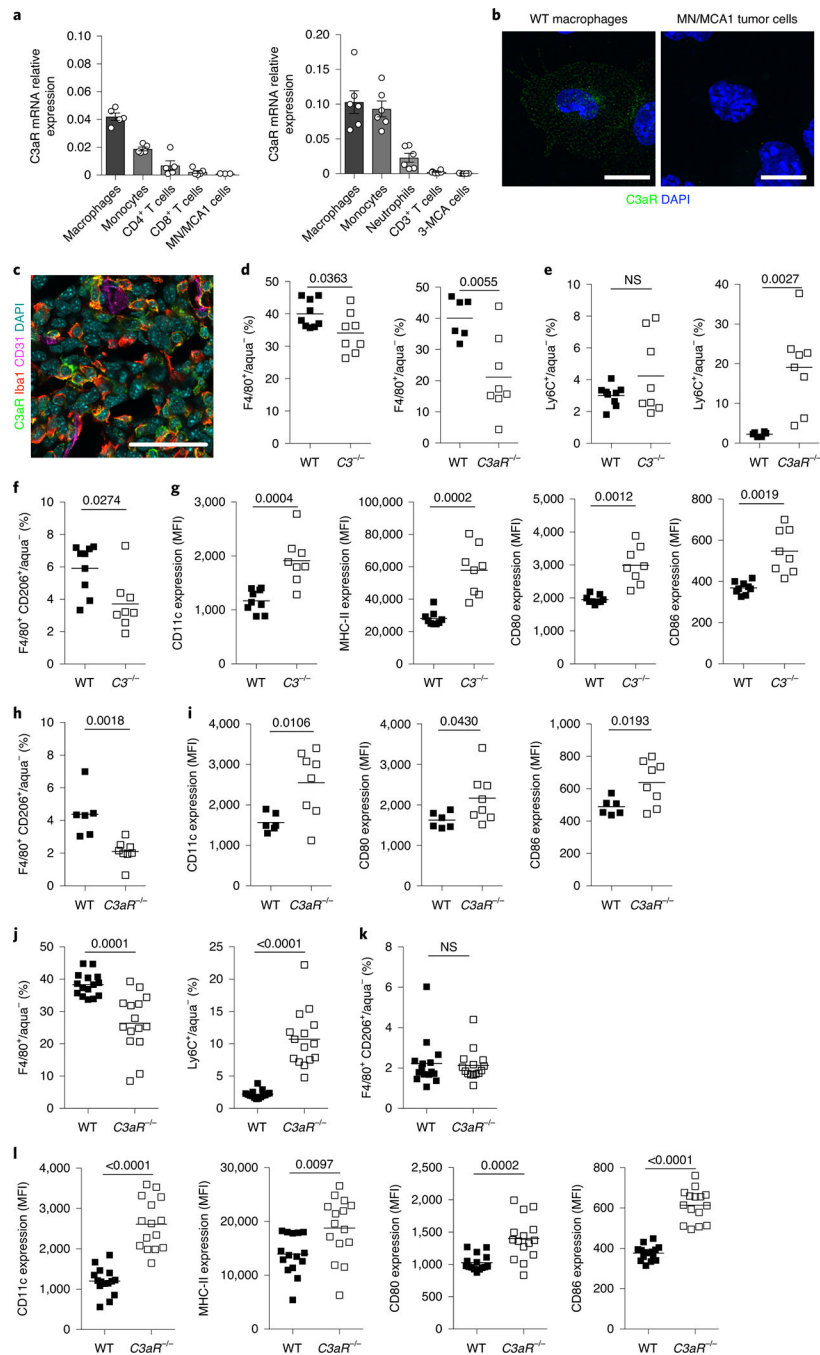 a
C3aR mRNA relative
expression
0.06
0.04
0.02
0
Macrophages
Monocytes
CD4+ T cells
CD8+ T cells
MN/MCA1 cells
C3aR mRNA relative
expression
0.20
0.15
0.10
0.05
0.00
Macrophages
Monocytes
Neutrophils
CD3+ T cells
3-MCA cells
b
WT macrophages
MN/MCA1 tumor cells
C3aR DAPI
c
C3aR Iba1 CD31 DAPI
d
F4/80+/aqua− (%)
50
40
30
20
10
0
0.0363
WT
C3−/−
F4/80+/aqua− (%)
50
40
30
20
10
0
0.0055
WT
C3aR−/−
e
Ly6C+/aqua− (%)
10
8
6
4
2
0
NS
WT
C3−/−
Ly6C+/aqua− (%)
40
30
20
10
0
0.0027
WT
C3aR−/−
f
F4/80+ CD206+/aqua− (%)
10
8
6
4
2
0
0.0274
WT
C3−/−
g
CD11c expression (MFI)
3,000
2,000
1,000
0
0.0004
WT
C3−/−
MHC-II expression (MFI)
100,000
80,000
60,000
40,000
20,000
0
0.0002
WT
C3−/−
CD80 expression (MFI)
5,000
4,000
3,000
2,000
1,000
0
0.0012
WT
C3−/−
CD86 expression (MFI)
800
600
400
200
0
0.0019
WT
C3−/−
h
F4/80+ CD206+/aqua− (%)
10
8
6
4
2
0
0.0018
WT
C3aR−/−
i
CD11c expression (MFI)
4,000
3,000
2,000
1,000
0
0.0106
WT
C3aR−/−
CD80 expression (MFI)
4,000
3,000
2,000
1,000
0
0.0430
WT
C3aR−/−
CD86 expression (MFI)
1,000
800
600
400
200
0
0.0193
WT
C3aR−/−
j
F4/80+/aqua− (%)
50
40
30
20
10
0
0.0001
WT
C3aR−/−
Ly6C+/aqua− (%)
25
20
15
10
5
0
<0.0001
WT
C3aR−/−
k
F4/80+ CD206+/aqua− (%)
8
6
4
2
0
NS
WT
C3aR−/−
l
CD11c expression (MFI)
4,000
3,000
2,000
1,000
0
<0.0001
WT
C3aR−/−
MHC-II expression (MFI)
30,000
20,000
10,000
0
0.0097
WT
C3aR−/−
CD80 expression (MFI)
2,500
2,000
1,500
1,000
500
0
0.0002
WT
C3aR−/−
CD86 expression (MFI)
800
600
400
200
0
<0.0001
WT
C3aR−/−